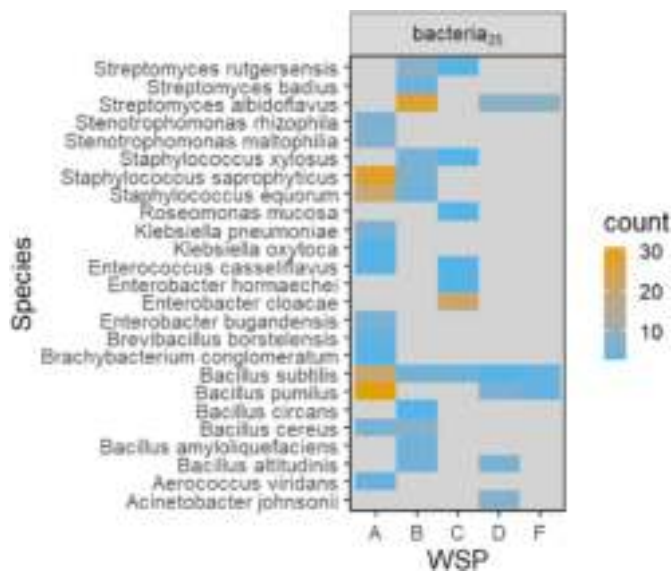 bacteria25
Streptomyces rutgersensis
Streptomyces badius
Streptomyces albidoflavus
Stenotrophomonas rhizophila
Stenotrophomonas maltophilia
Staphylococcus xylosus
Staphylococcus saprophyticus
Staphylococcus equorum
Roseomonas mucosa
Klebsiella pneumoniae
Klebsiella oxytoca
Enterococcus casseliflavus
Enterobacter hormaechei
Enterobacter cloacae
Enterobacter bugandensis
Brevibacillus borstelensis
Brachybacterium conglomeratum
Bacillus subtilis
Bacillus pumilus
Bacillus circans
Bacillus cereus
Bacillus amyloliquefaciens
Bacillus altitudinis
Aerococcus viridans
Acinetobacter johnsonii
Species
A B C D F
WSP
count
30
20
10